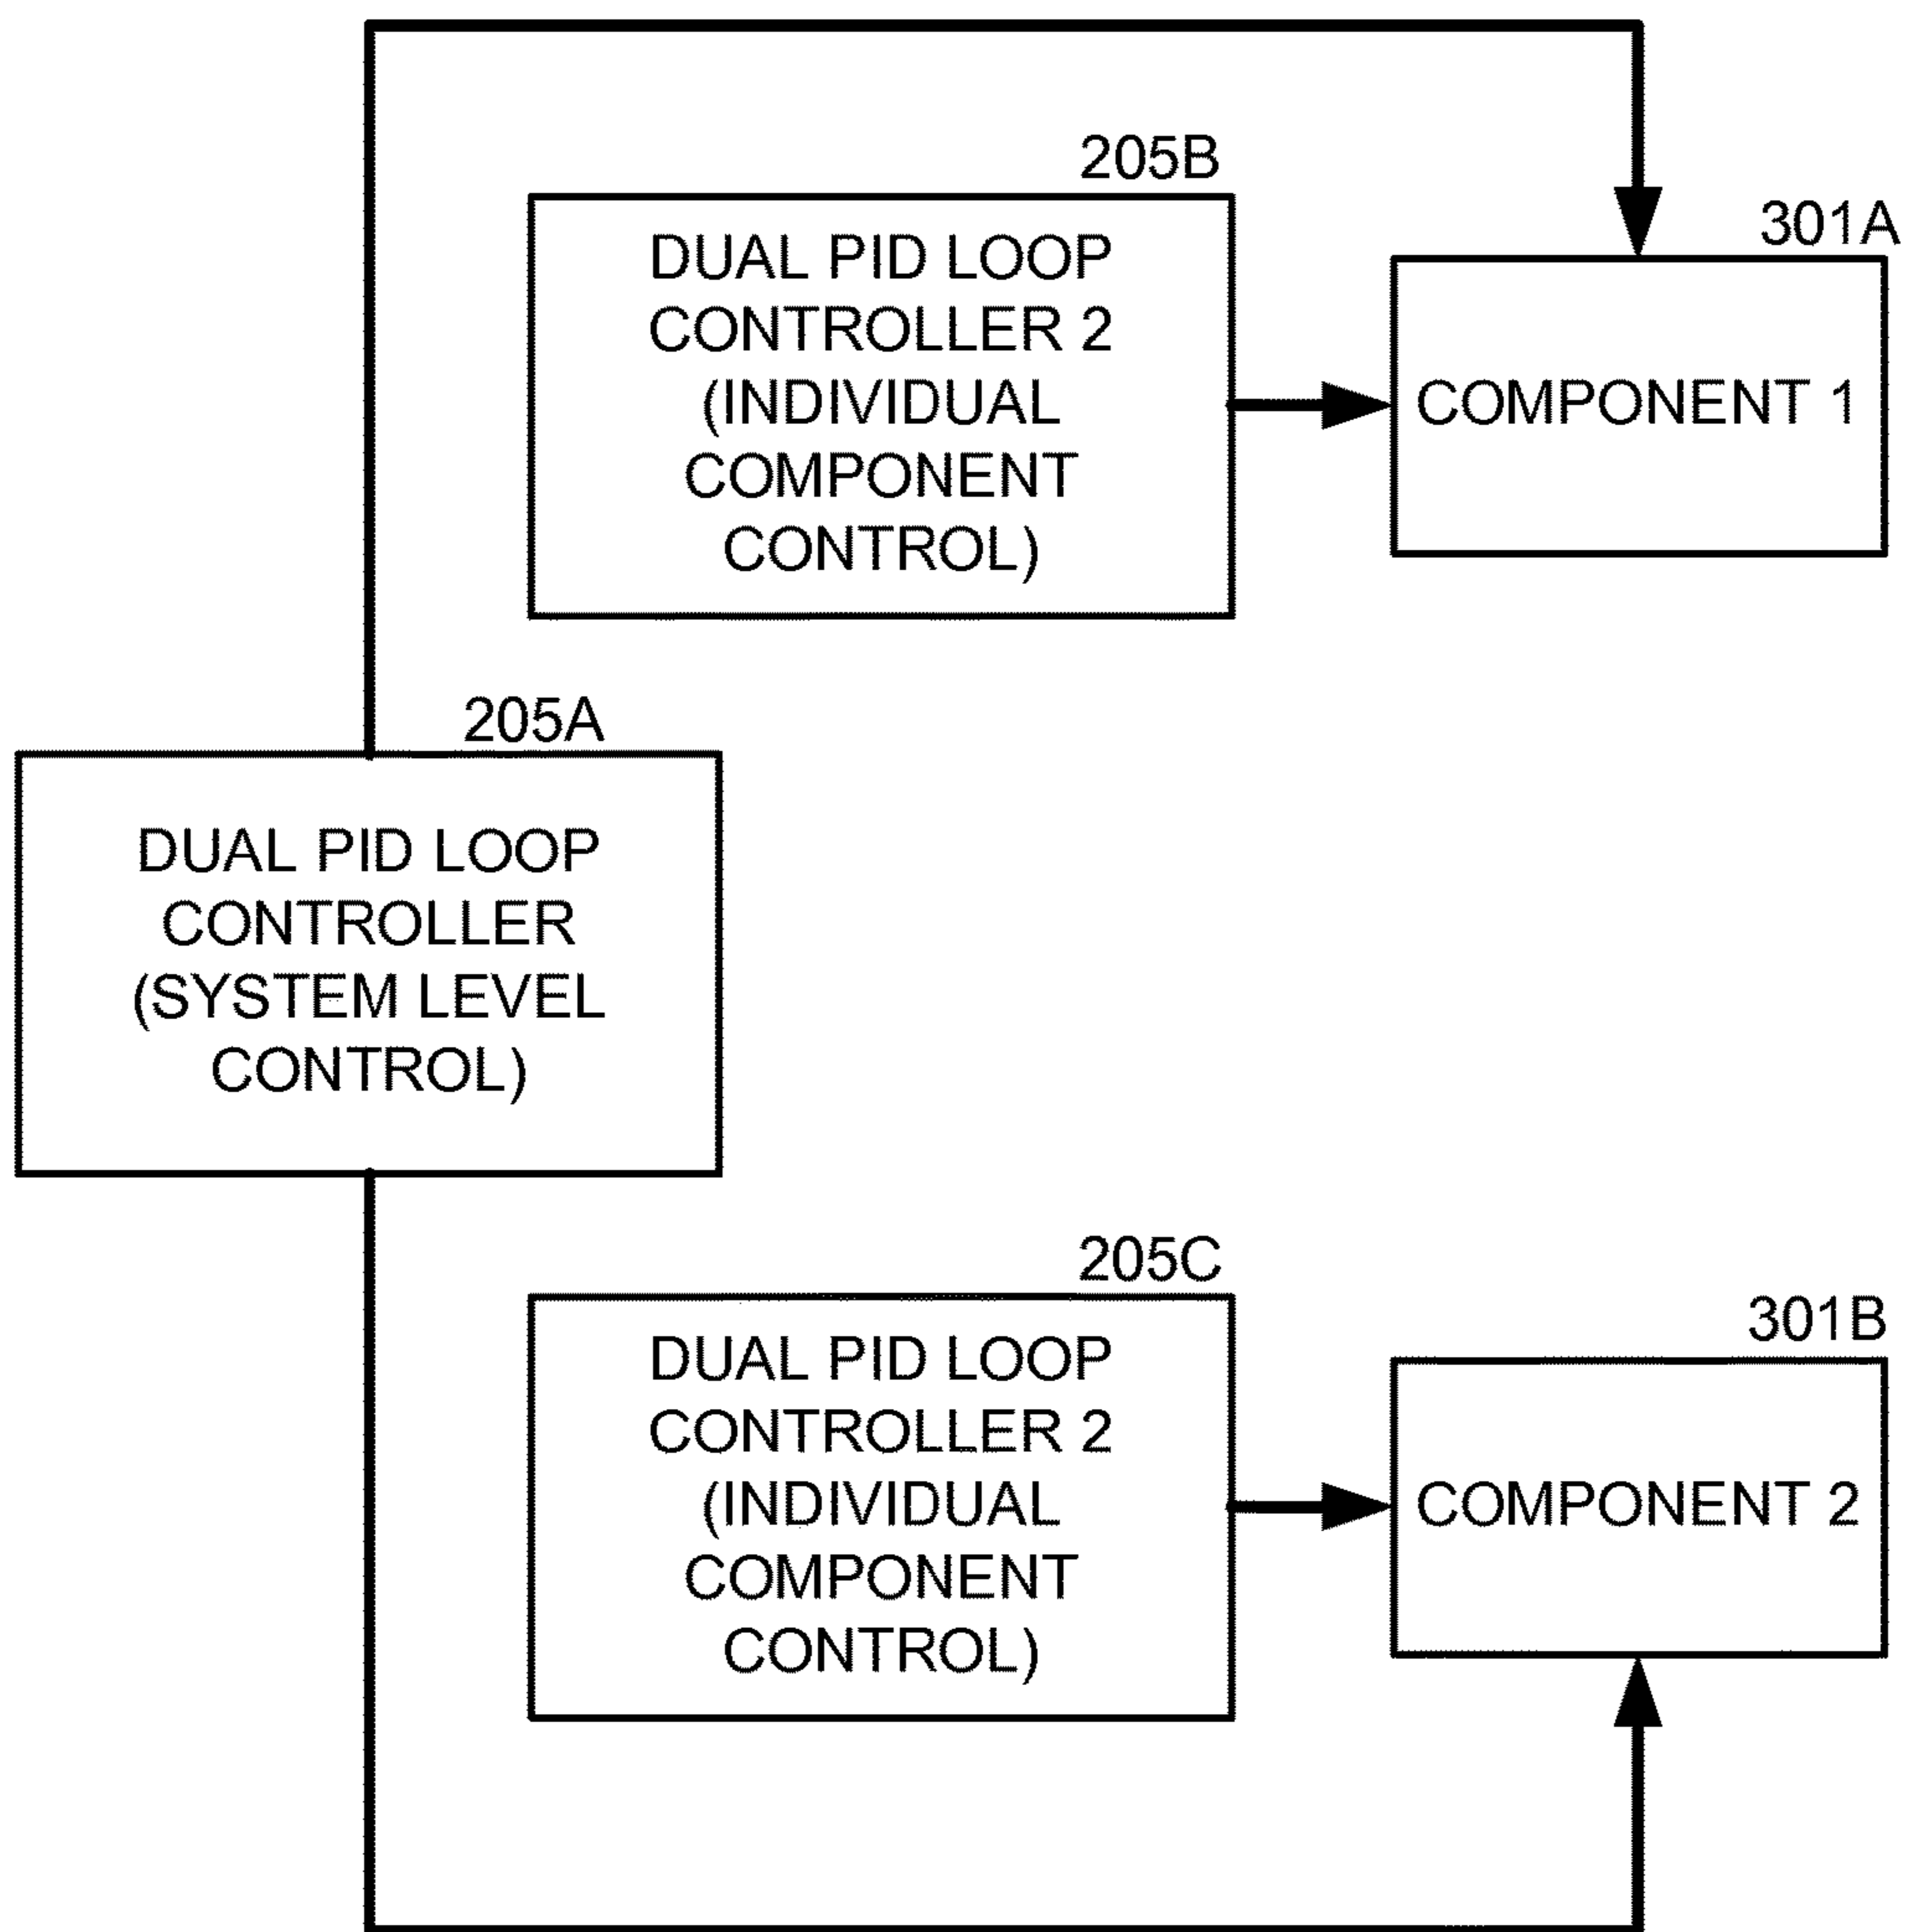 205B
DUAL PID LOOP
CONTROLLER 2
(INDIVIDUAL
COMPONENT
CONTROL)
301A
COMPONENT 1
205A
DUAL PID LOOP
CONTROLLER
(SYSTEM LEVEL
CONTROL)
205C
DUAL PID LOOP
CONTROLLER 2
(INDIVIDUAL
COMPONENT
CONTROL)
301B
COMPONENT 2